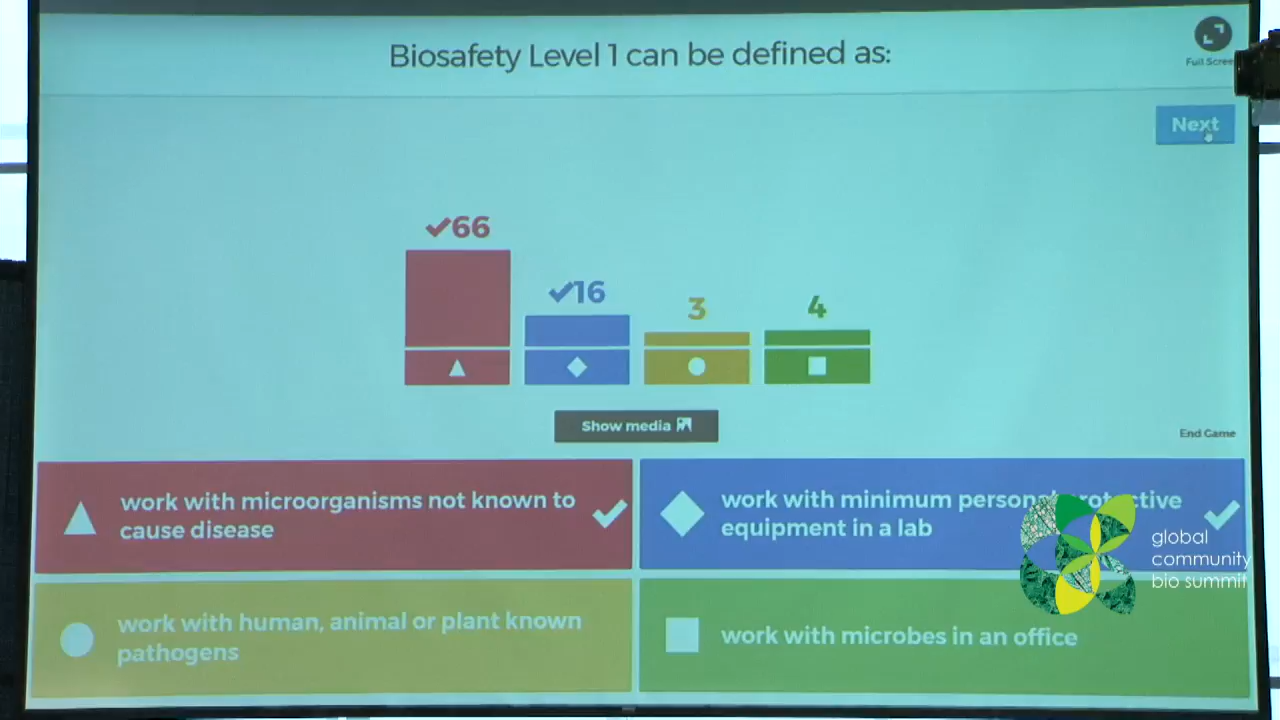 Biosafety Level 1 can be defined as:
Full Scree
Next
66
16
3
4
Show media
End Game
work with microorganisms not known to
cause disease
work with minimum personal protective
equipment in a lab
global
community
bio summit
work with human, animal or plant known
pathogens
work with microbes in an office